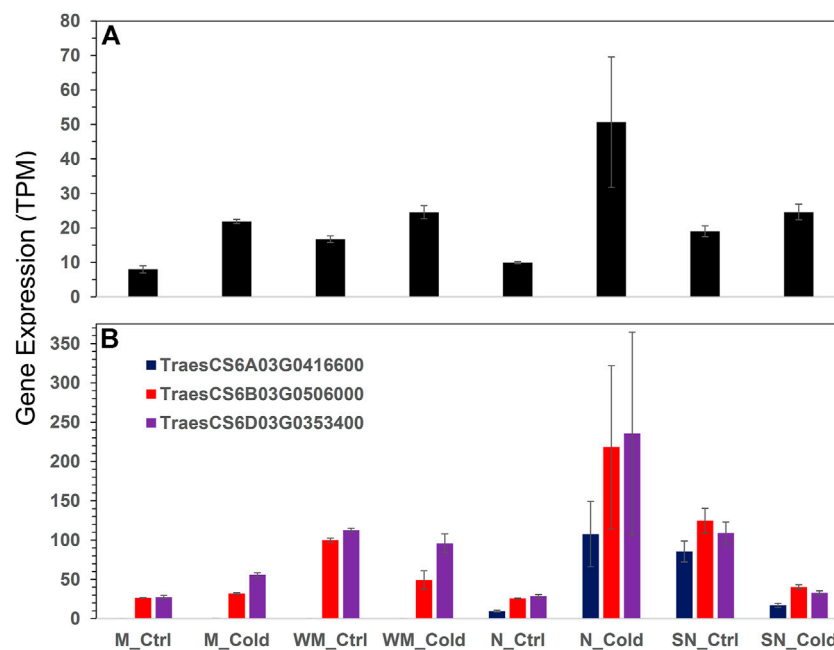 Gene Expression (TPM)
A
80
70
60
50
40
30
20
10
0
B
350
300
250
200
150
100
50
0
TraesCS6A03G0416600
TraesCS6B03G0506000
TraesCS6D03G0353400
M_Ctrl M_Cold WM_Ctrl WM_Cold N_Ctrl N_Cold SN_Ctrl SN_Cold